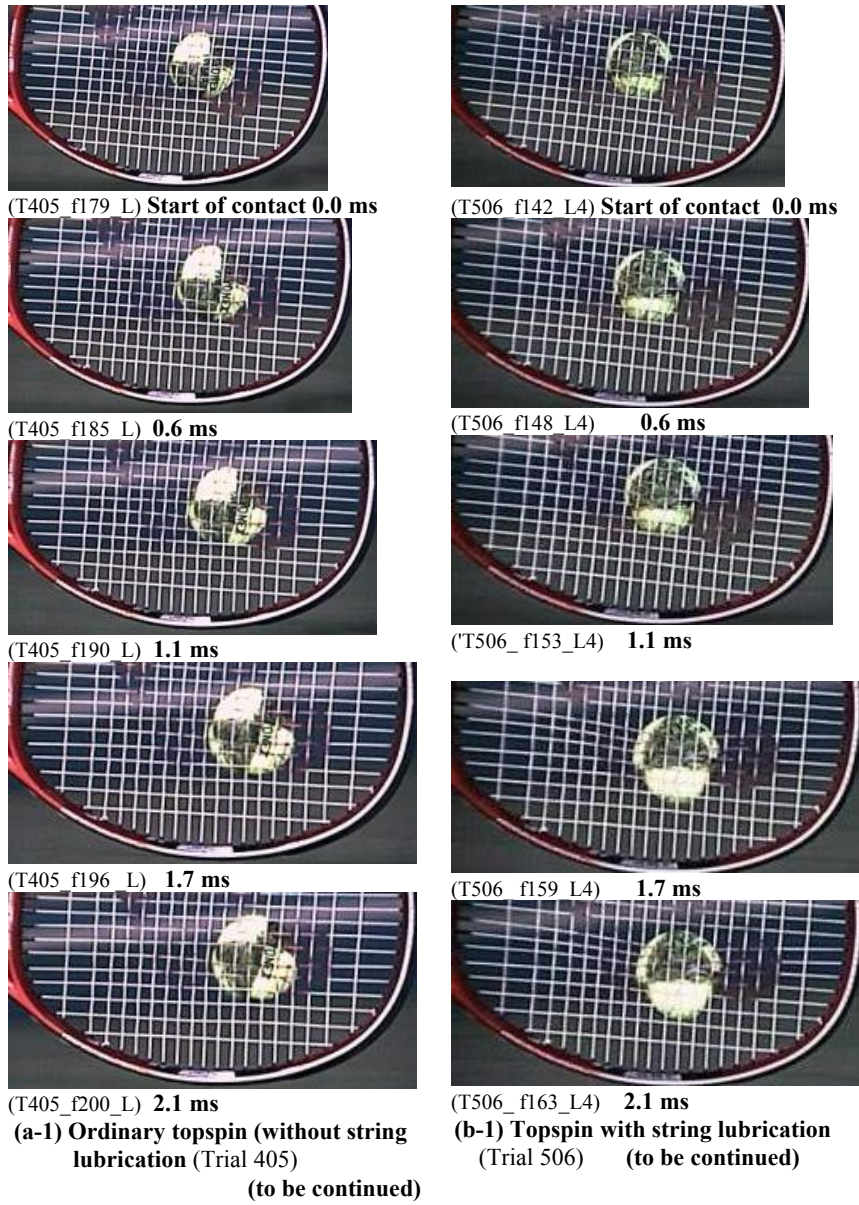 (T405_f179_L) Start of contact 0.0 ms
(T405_f185_L) 0.6 ms
(T405_f190_L) 1.1 ms
(T405_f196_ L) 1.7 ms
(T405_f200_L) 2.1 ms
(a-1) Ordinary topspin (without string
lubrication (Trial 405)
(to be continued)
(T506_f142_L4) Start of contact 0.0 ms
(T506_f148_L4) 0.6 ms
('T506_ f153_L4) 1.1 ms
(T506_ f159_L4) 1.7 ms
(T506_ f163_L4) 2.1 ms
(b-1) Topspin with string lubrication
(Trial 506) (to be continued)